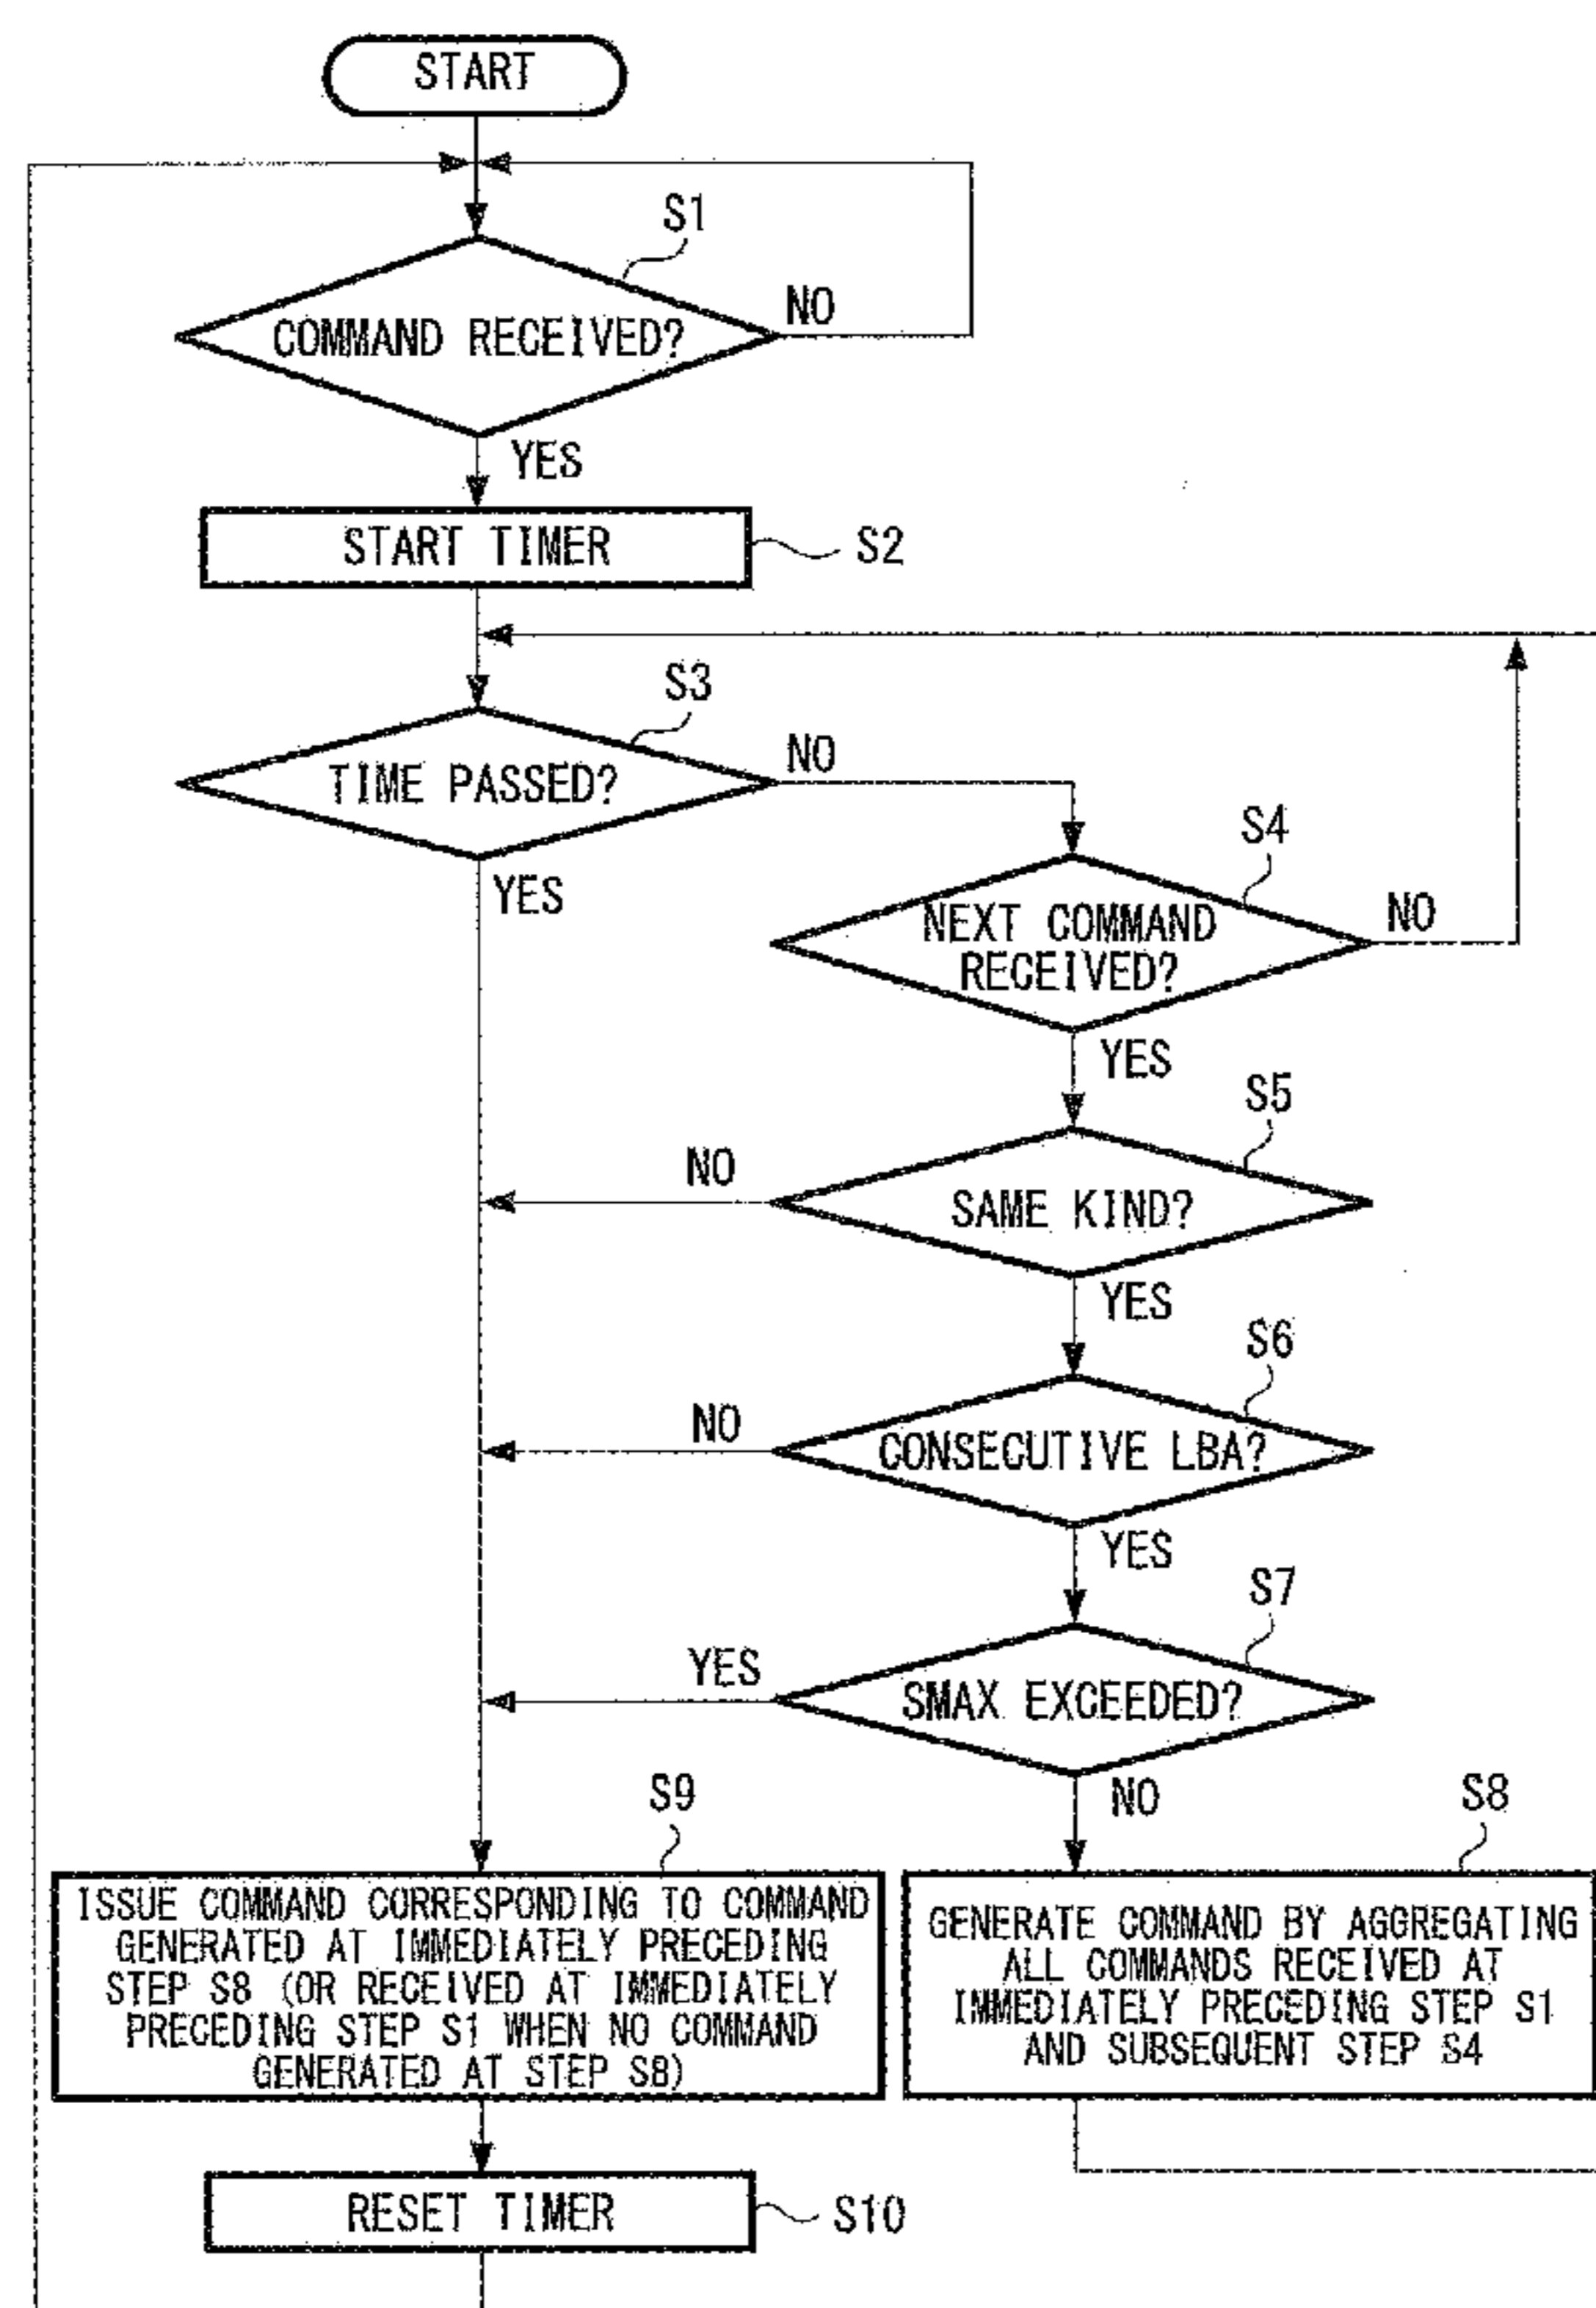 START
S1
COMMAND RECEIVED?
NO
YES
START TIMER
S2
S3
TIME PASSED?
NO
YES
S4
NEXT COMMAND
RECEIVED?
NO
YES
S5
SAME KIND?
NO
YES
S6
CONSECUTIVE LBA?
NO
YES
S7
SMAX EXCEEDED?
YES
NO
S9
ISSUE COMMAND CORRESPONDING TO COMMAND
GENERATED AT IMMEDIATELY PRECEDING
STEP S8 (OR RECEIVED AT IMMEDIATELY
PRECEDING STEP S1 WHEN NO COMMAND
GENERATED AT STEP S8)
S8
GENERATE COMMAND BY AGGREGATING
ALL COMMANDS RECEIVED AT
IMMEDIATELY PRECEDING STEP S1
AND SUBSEQUENT STEP S4
RESET TIMER
S10